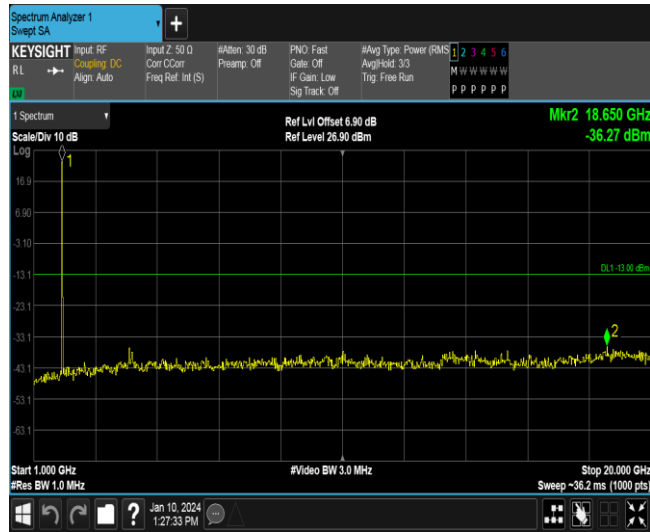 Spectrum Analyzer 1
Swept SA
+
KEYSIGHT Input: RF
Coupling: DC
Align: Auto
Input Z: 50 Ω
Corr CCorr
Freq Ref: Int (S)
#Atten: 30 dB
Preamp: Off
PNO: Fast
Gate: Off
IF Gain: Low
Sig Track: Off
#Avg Type: Power (RMS
Avg|Hold: 3/3
Trig: Free Run
1 2 3 4 5 6
M W W W W W
P P P P P P
R L
LXI
1 Spectrum
Scale/Div 10 dB
Ref Lvl Offset 6.90 dB
Ref Level 26.90 dBm
Mkr2 18.650 GHz
-36.27 dBm
Log
1
16.9
6.90
-3.10
-13.1
DL1 -13.00 dBm
-23.1
-33.1
2
-43.1
-53.1
-63.1
Start 1.000 GHz
#Video BW 3.0 MHz
Stop 20.000 GHz
#Res BW 1.0 MHz
Sweep ~36.2 ms (1000 pts)
?
Jan 10, 2024
1:27:33 PM